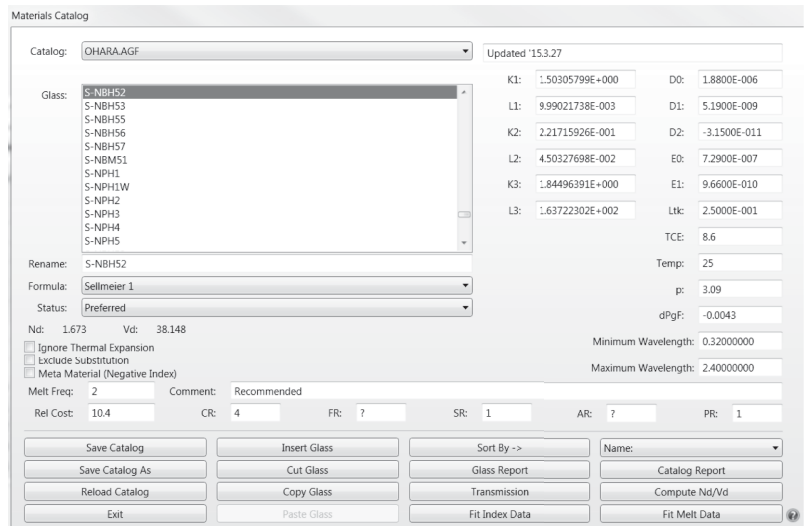 Materials Catalog
Catalog: OHARA.AGF Updated '15.3.27
Glass: S-NBH52
S-NBH53
S-NBH55
S-NBH56
S-NBH57
S-NBM51
S-NPH1
S-NPH1W
S-NPH2
S-NPH3
S-NPH4
S-NPH5
K1: 1.50305799E+000 D0: 1.8800E-006
L1: 9.99021738E-003 D1: 5.1900E-009
K2: 2.21715926E-001 D2: -3.1500E-011
L2: 4.50327698E-002 E0: 7.2900E-007
K3: 1.84496391E+000 E1: 9.6600E-010
L3: 1.63722302E+002 Ltk: 2.5000E-001
TCE: 8.6
Rename: S-NBH52 Temp: 25
Formula: Sellmeier 1 p: 3.09
Status: Preferred dPgF: -0.0043
Nd: 1.673 Vd: 38.148
Ignore Thermal Expansion Minimum Wavelength: 0.32000000
Exclude Substitution
Meta Material (Negative Index) Maximum Wavelength: 2.40000000
Melt Freq: 2 Comment: Recommended
Rel Cost: 10.4 CR: 4 FR: ? SR: 1 AR: ? PR: 1
Save Catalog Insert Glass Sort By -> Name:
Save Catalog As Cut Glass Glass Report Catalog Report
Reload Catalog Copy Glass Transmission Compute Nd/Vd
Exit Paste Glass Fit Index Data Fit Melt Data ?